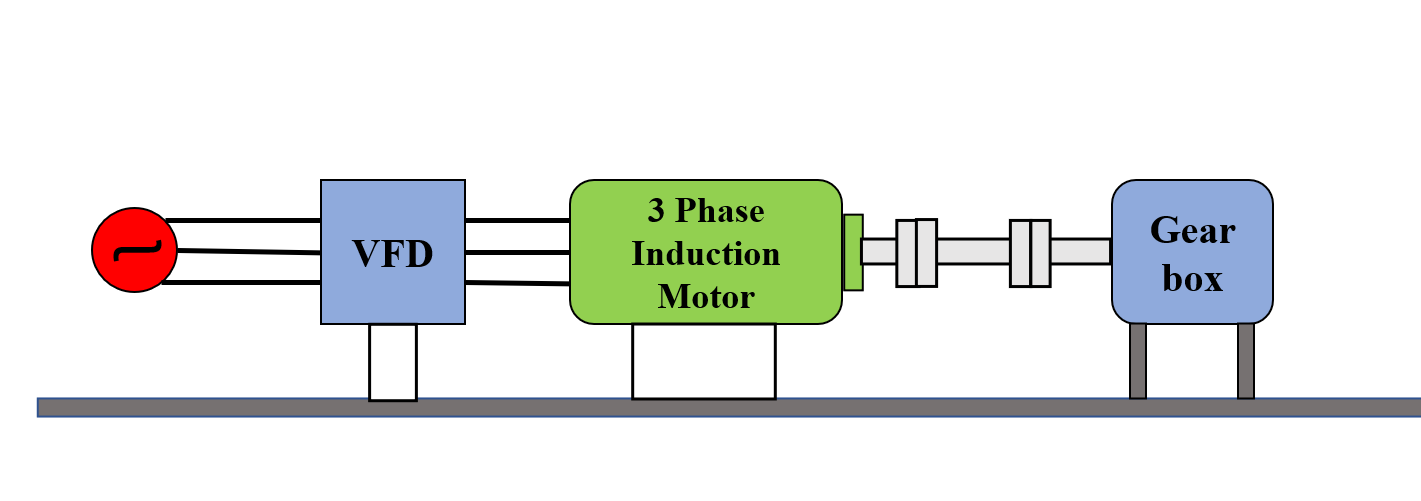 VFD
3 Phase
Induction
Motor
Gear
box